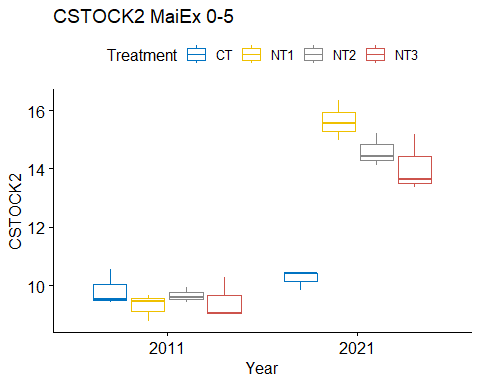 CSTOCK2 MaiEx 0-5
Treatment CT NT1 NT2 NT3
16
14
12
10
CSTOCK2
2011 2021
Year